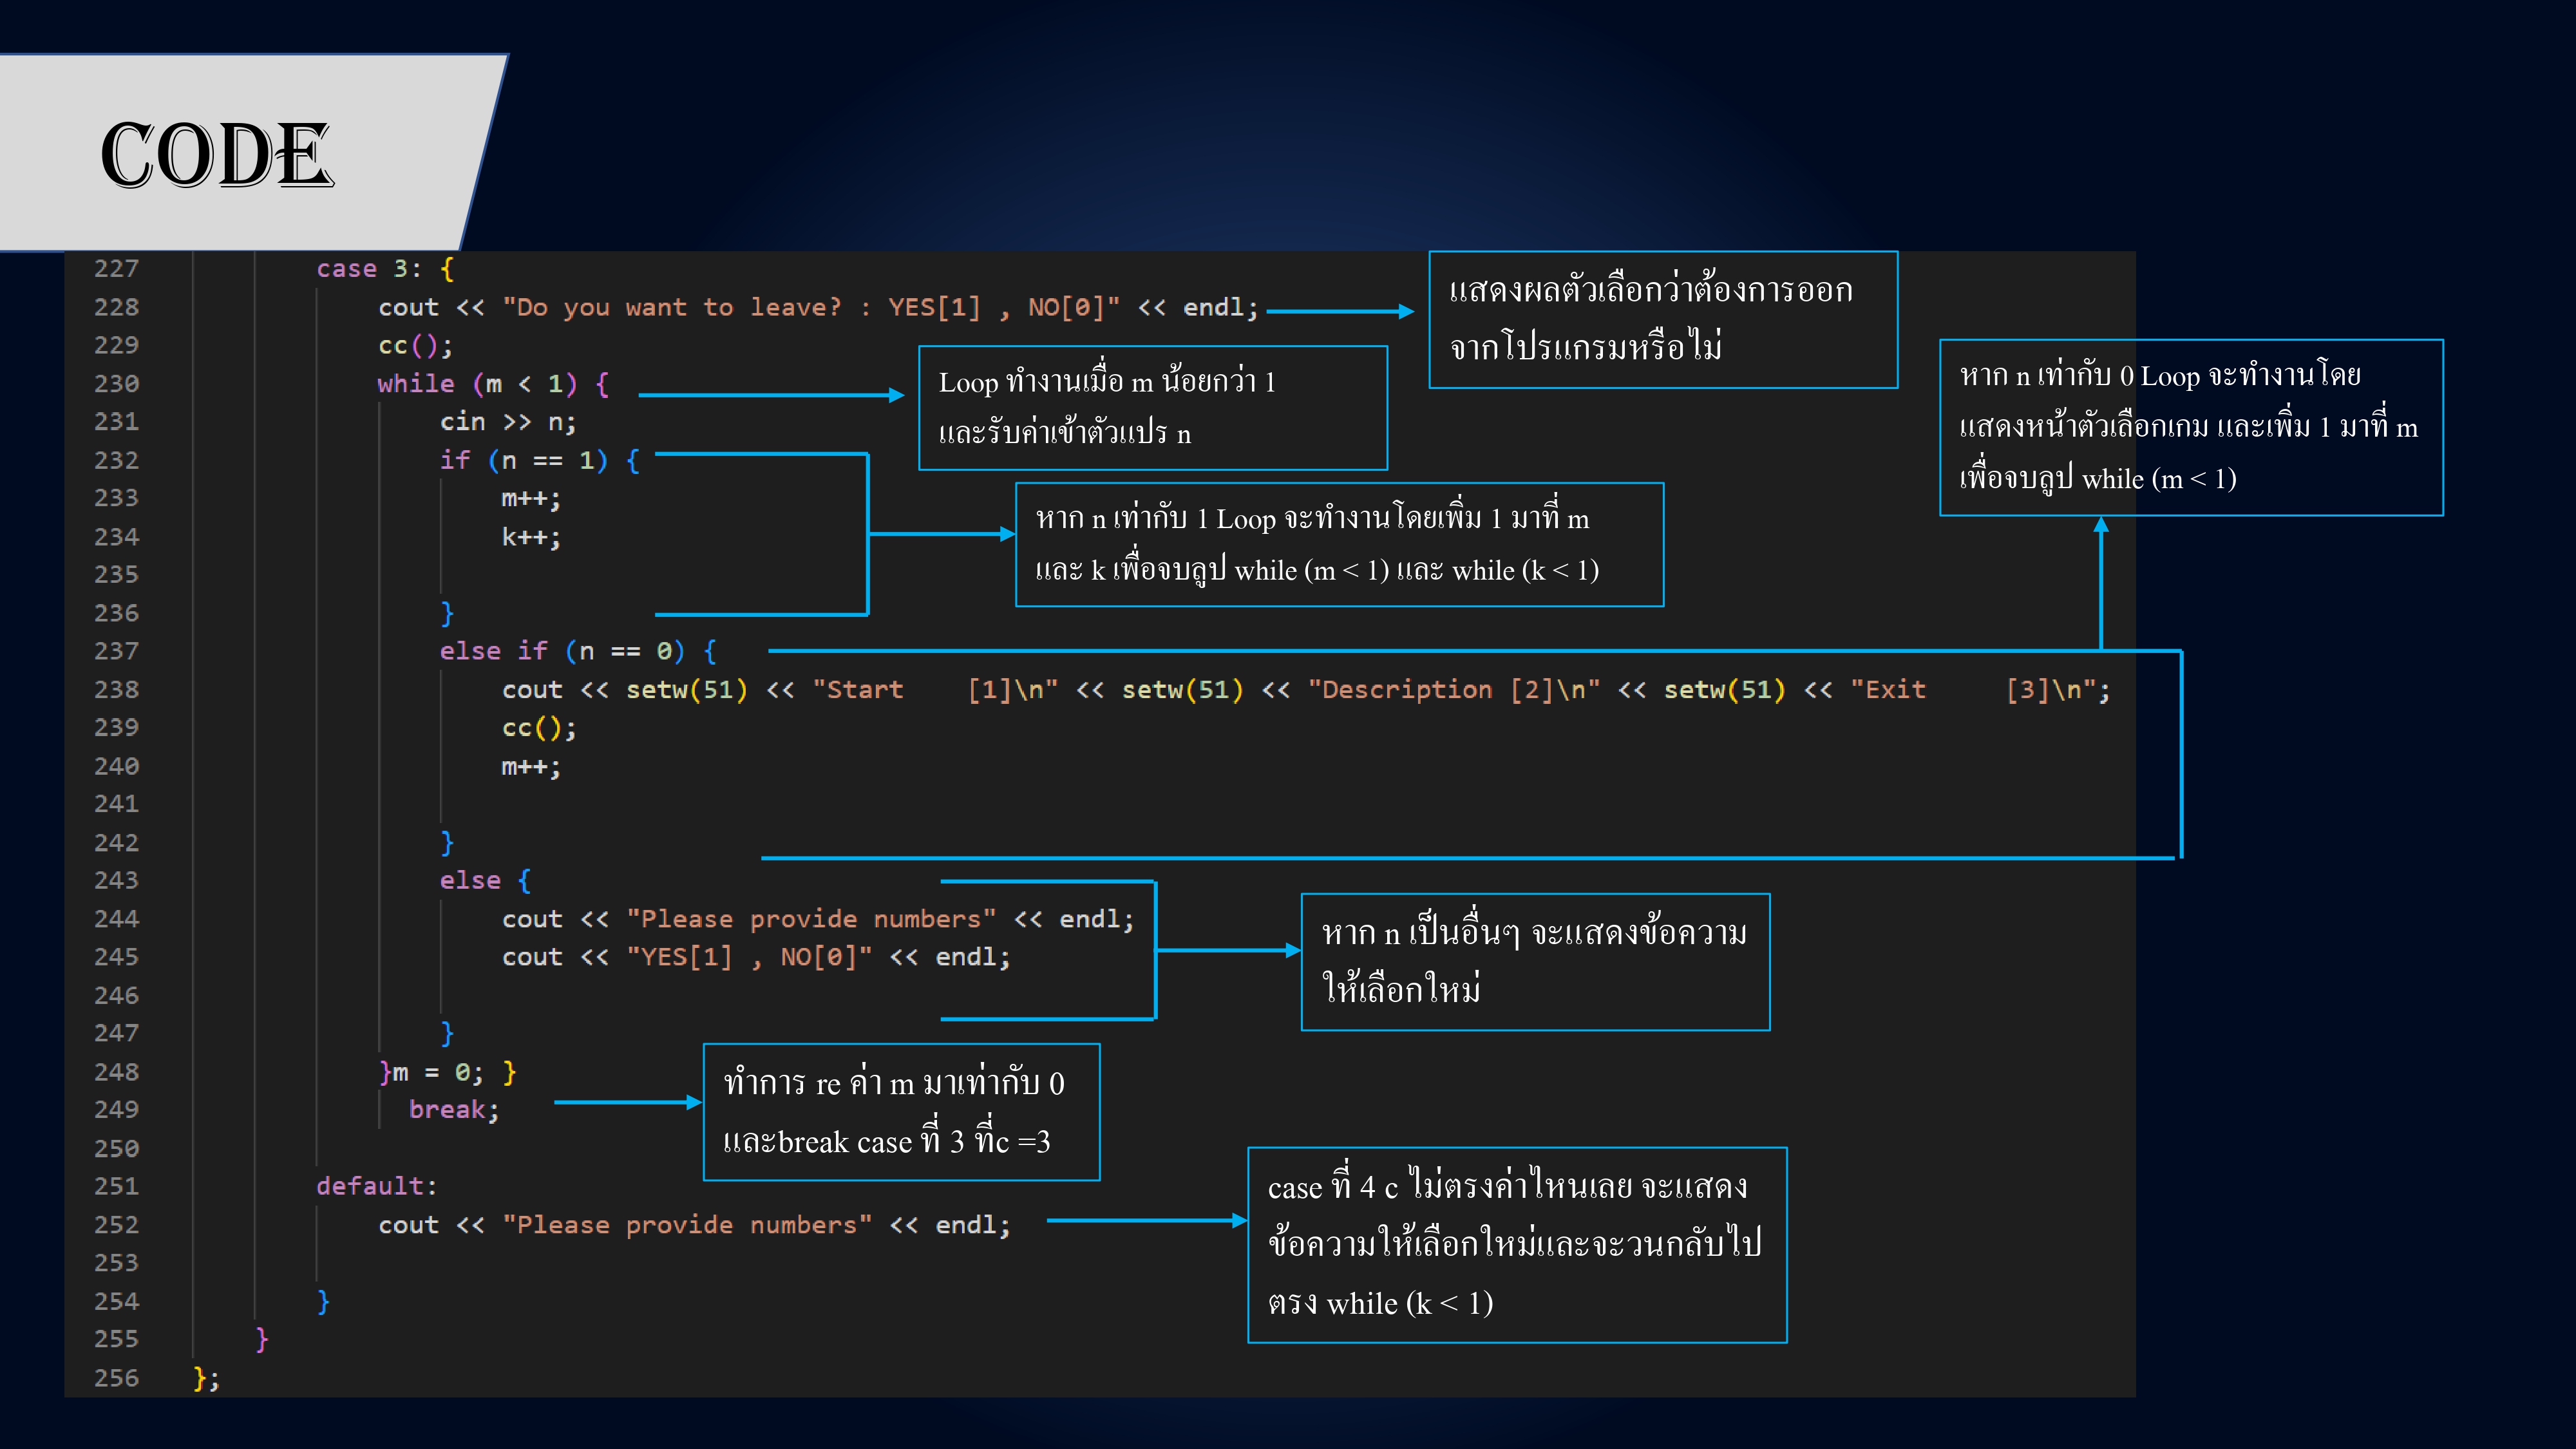 CODE
227 case 3: {
228 cout << "Do you want to leave? : YES[1] , NO[0]" << endl;
229 cc();
230 while (m < 1) {
231 cin >> n;
232 if (n == 1) {
233 m++;
234 k++;
235
236 }
237 else if (n == 0) {
238 cout << setw(51) << "Start    [1]\n" << setw(51) << "Description [2]\n" << setw(51) << "Exit     [3]\n";
239 cc();
240 m++;
241
242 }
243 else {
244 cout << "Please provide numbers" << endl;
245 cout << "YES[1] , NO[0]" << endl;
246
247 }
248 }m = 0; }
249 break;
250
251 default:
252 cout << "Please provide numbers" << endl;
253
254 }
255 }
256 };
แสดงผลตัวเลือกว่าต้องการออก
จากโปรแกรมหรือไม่
Loop ทำงานเมื่อ m น้อยกว่า 1
และรับค่าเข้าตัวแปร n
หาก n เท่ากับ 0 Loop จะทำงานโดย
แสดงหน้าตัวเลือกเกม และเพิ่ม 1 มาที่ m
เพื่อจบลูป while (m < 1)
หาก n เท่ากับ 1 Loop จะทำงานโดยเพิ่ม 1 มาที่ m
และ k เพื่อจบลูป while (m < 1) และ while (k < 1)
หาก n เป็นอื่นๆ จะแสดงข้อความ
ให้เลือกใหม่
ทำการ re ค่า m มาเท่ากับ 0
และbreak case ที่ 3 ที่c =3
case ที่ 4 c ไม่ตรงค่าไหนเลย จะแสดง
ข้อความให้เลือกใหม่และจะวนกลับไป
ตรง while (k < 1)